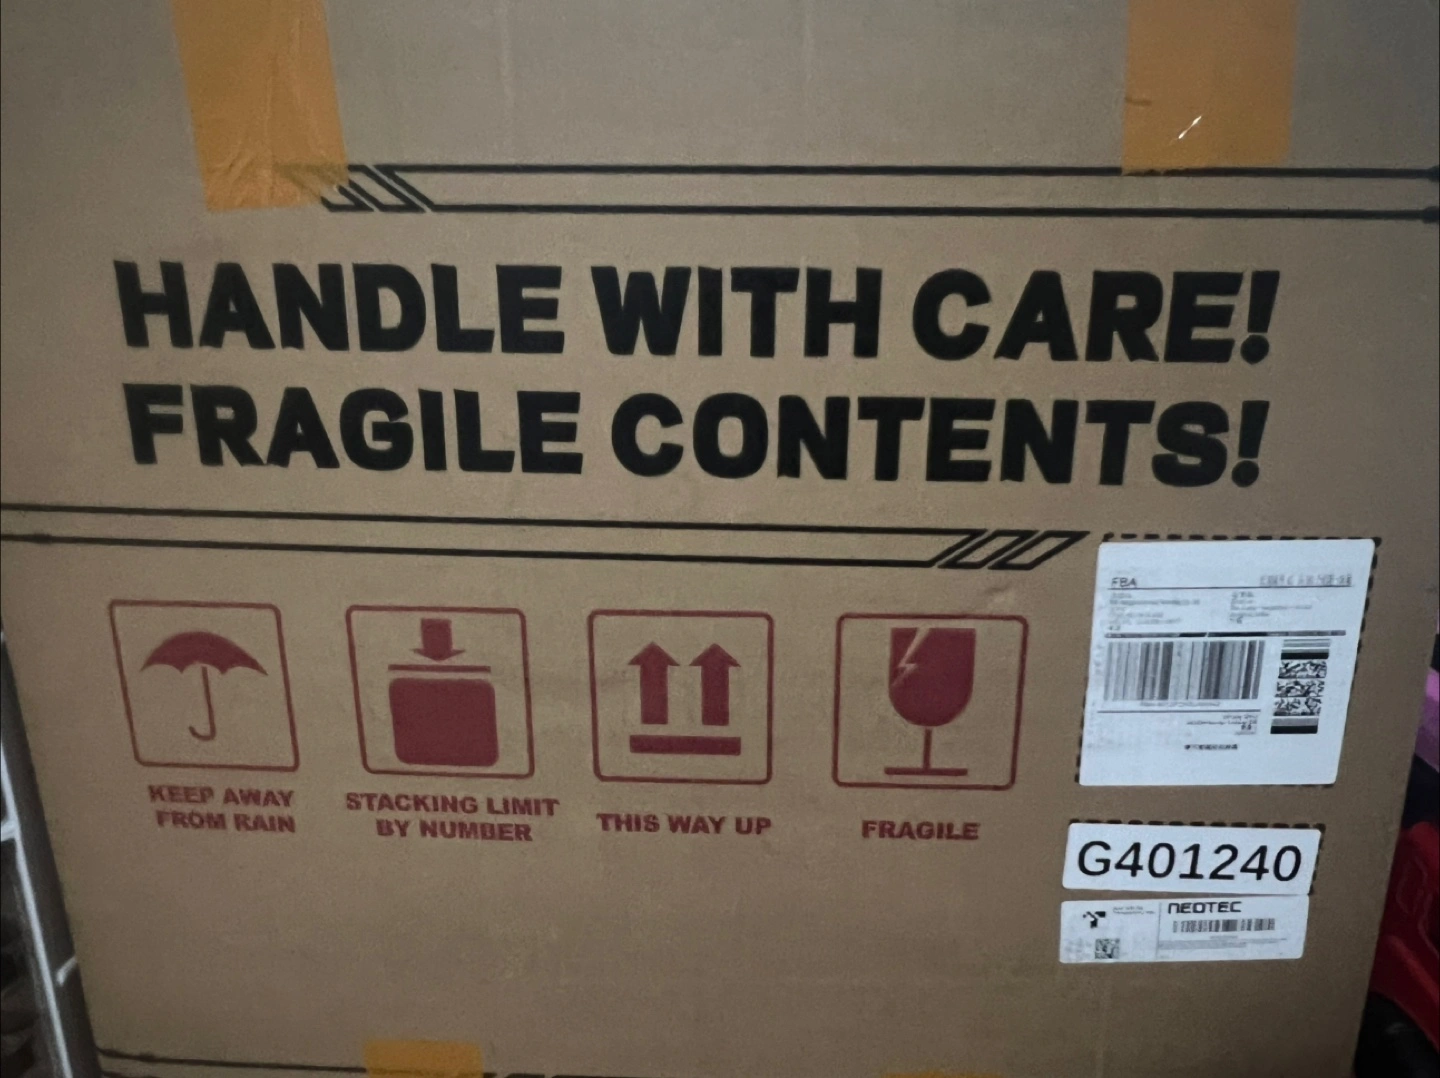 HANDLE WITH CARE!
FRAGILE CONTENTS!
KEEP AWAY
FROM RAIN
STACKING LIMIT
BY NUMBER
THIS WAY UP
FRAGILE
FBA
G401240
NEOTEC